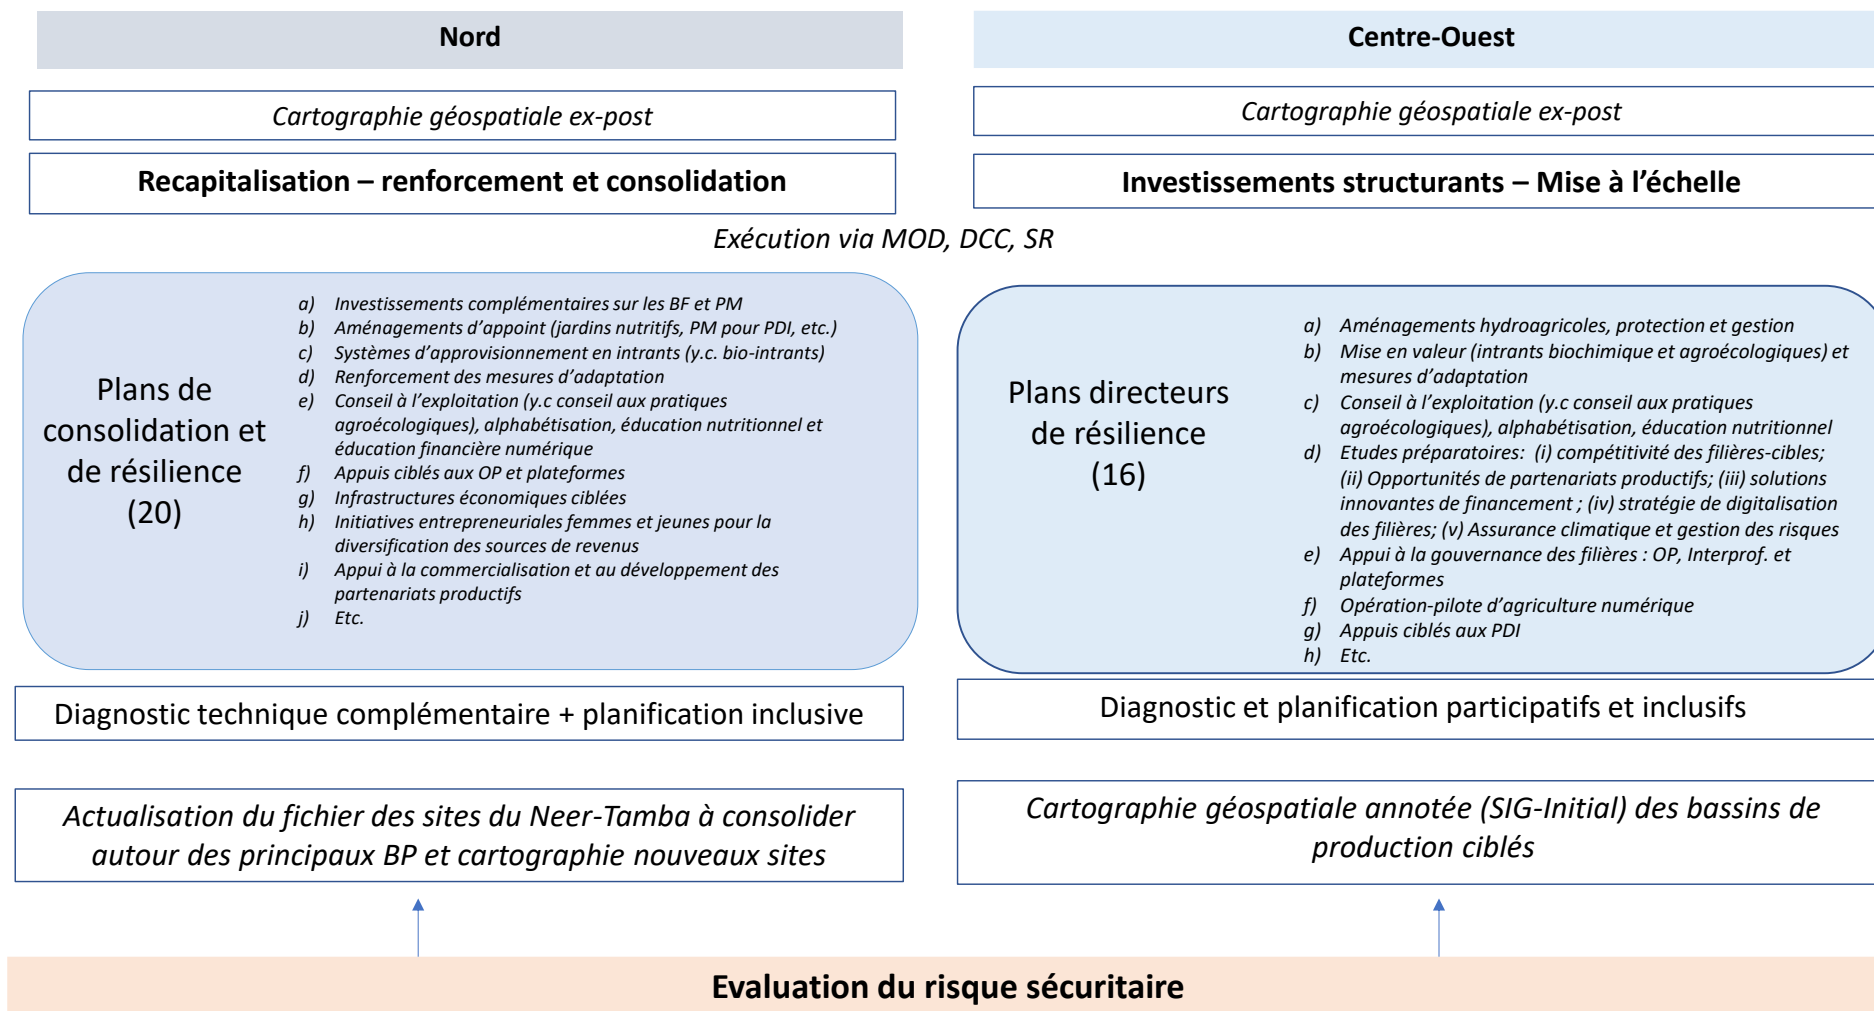 Nord
Cartographie géospatiale ex-post
Recapitalisation – renforcement et consolidation
Centre-Ouest
Cartographie géospatiale ex-post
Investissements structurants – Mise à l'échelle
Exécution via MOD, DCC, SR
Plans de
consolidation et
de résilience
(20)
a) Investissements complémentaires sur les BF et PM
b) Aménagements d'appoint (jardins nutritifs, PM pour PDI, etc.)
c) Systèmes d'approvisionnement en intrants (y.c. bio-intrants)
d) Renforcement des mesures d'adaptation
e) Conseil à l'exploitation (y.c conseil aux pratiques
agroécologiques), alphabétisation, éducation nutritionnel et
éducation financière numérique
f) Appuis ciblés aux OP et plateformes
g) Infrastructures économiques ciblées
h) Initiatives entrepreneuriales femmes et jeunes pour la
diversification des sources de revenus
i) Appui à la commercialisation et au développement des
partenariats productifs
j) Etc.
Plans directeurs
de résilience
(16)
a) Aménagements hydroagricoles, protection et gestion
b) Mise en valeur (intrants biochimique et agroécologiques) et
mesures d'adaptation
c) Conseil à l'exploitation (y.c conseil aux pratiques
agroécologiques), alphabétisation, éducation nutritionnel
d) Etudes préparatoires: (i) compétitivité des filières-cibles;
(ii) Opportunités de partenariats productifs; (iii) solutions
innovantes de financement ; (iv) stratégie de digitalisation
des filières; (v) Assurance climatique et gestion des risques
e) Appui à la gouvernance des filières : OP, Interprof. et
plateformes
f) Opération-pilote d'agriculture numérique
g) Appuis ciblés aux PDI
h) Etc.
Diagnostic technique complémentaire + planification inclusive
Diagnostic et planification participatifs et inclusifs
Actualisation du fichier des sites du Neer-Tamba à consolider
autour des principaux BP et cartographie nouveaux sites
Cartographie géospatiale annotée (SIG-Initial) des bassins de
production ciblés
Evaluation du risque sécuritaire